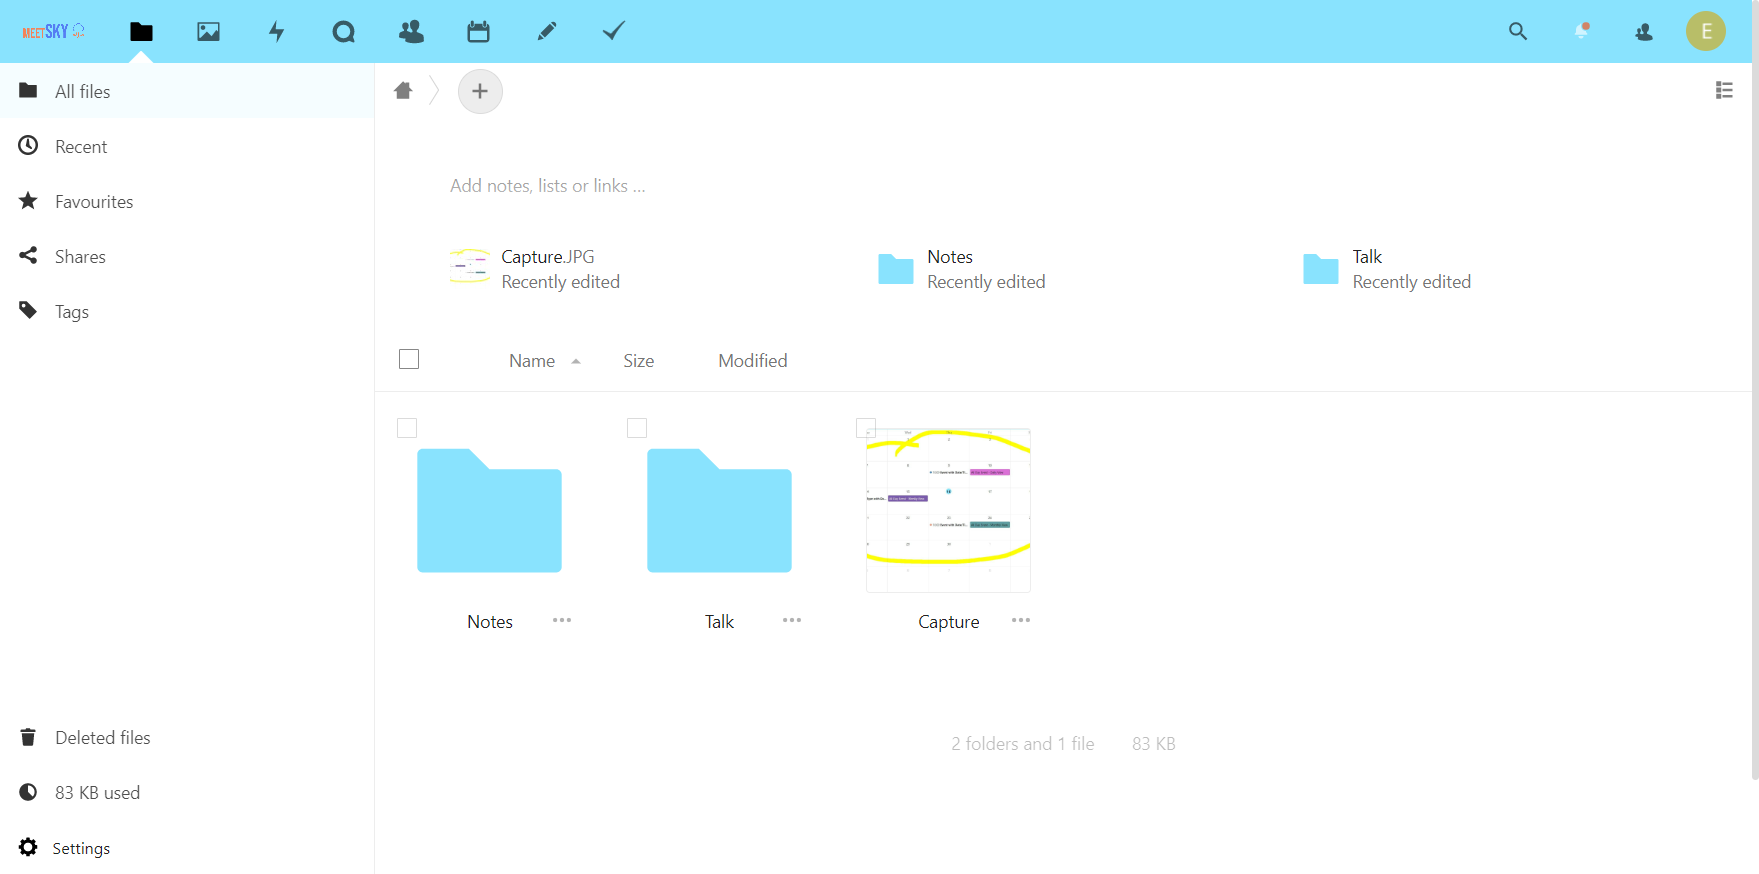 MEETSKY
E
All files
Recent
Favourites
Shares
Tags
Add notes, lists or links ...
Capture.JPG
Recently edited
Notes
Recently edited
Talk
Recently edited
Name
Size
Modified
Notes
Talk
Capture
2 folders and 1 file
83 KB
Deleted files
83 KB used
Settings